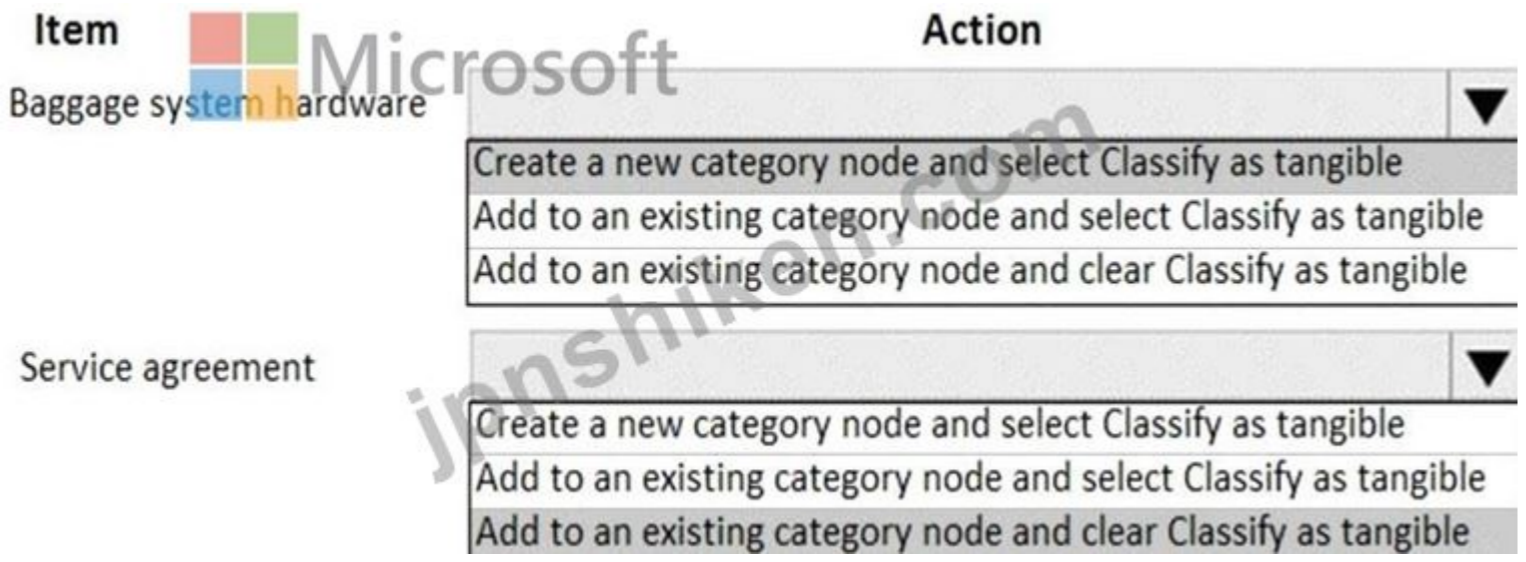 Item
Action
Microsoft
Baggage system hardware
Create a new category node and select Classify as tangible
Add to an existing category node and select Classify as tangible
Add to an existing category node and clear Classify as tangible
Service agreement
Create a new category node and select Classify as tangible
Add to an existing category node and select Classify as tangible
Add to an existing category node and clear Classify as tangible
jpnshiken.com